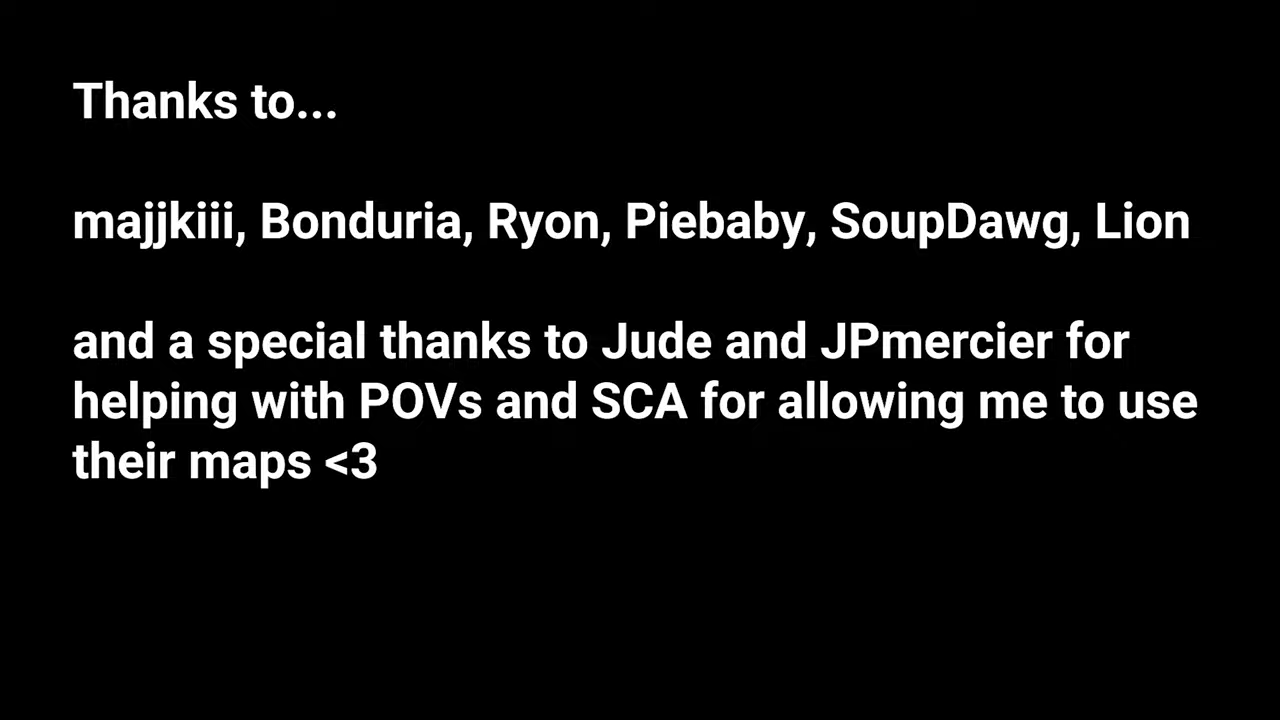 Thanks to...
majjkiii, Bonduria, Ryon, Piebaby, SoupDawg, Lion
and a special thanks to Jude and JPmercier for
helping with POVs and SCA for allowing me to use
their maps <3